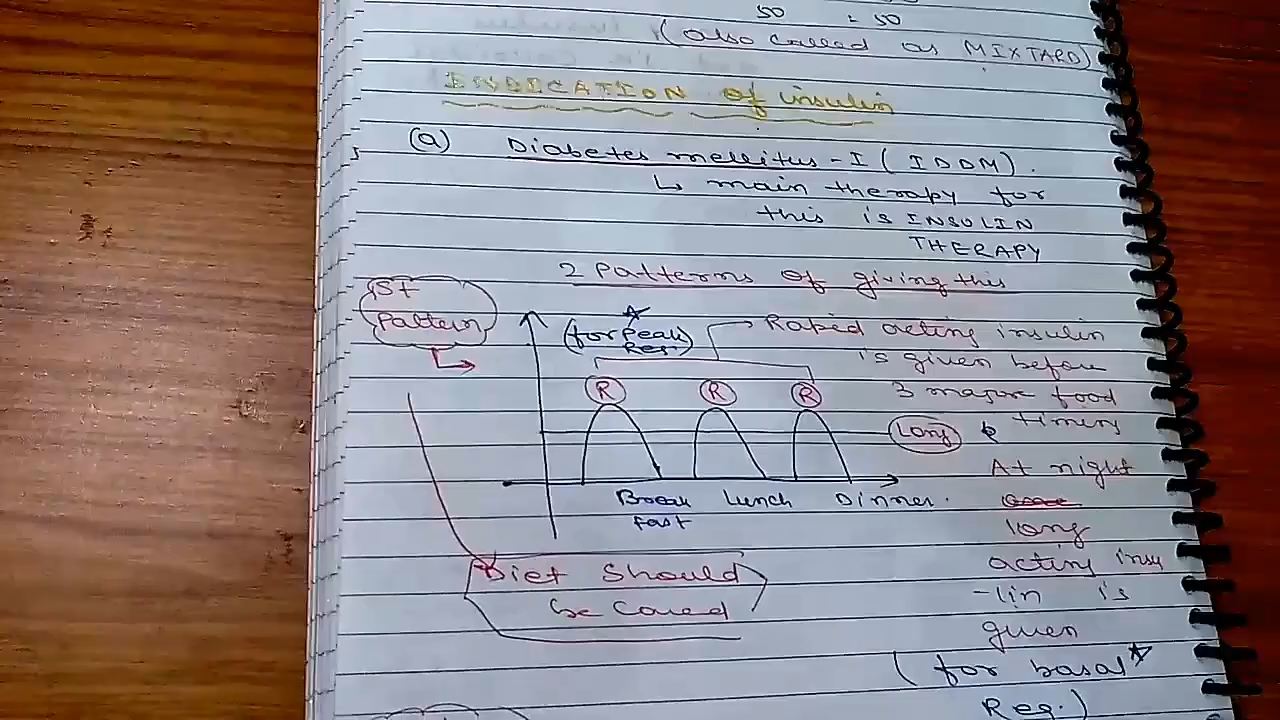 50 : 50
(also called as MIXTARD)
INDICATION of insulin
(a) Diabetes mellitus - I (IDDM).
↳ main therapy for
this is INSULIN
THERAPY
2 Patterns of giving this
1st
Pattern
(for Peak
Req.)
Rapid acting insulin
is given before
3 major food
timings
R R R
Long
At night
long
acting insu
-lin is
given
(for basal
Req.)
Break Lunch Dinner.
fast
Diet should
be cared